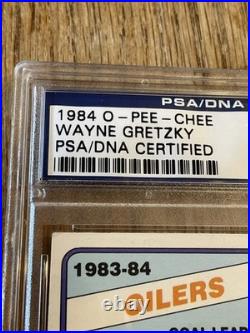 PSA/DNA
1984 O-PEE-CHEE
WAYNE GRETZKY
PSA/DNA CERTIFIED
1983-84
OILERS